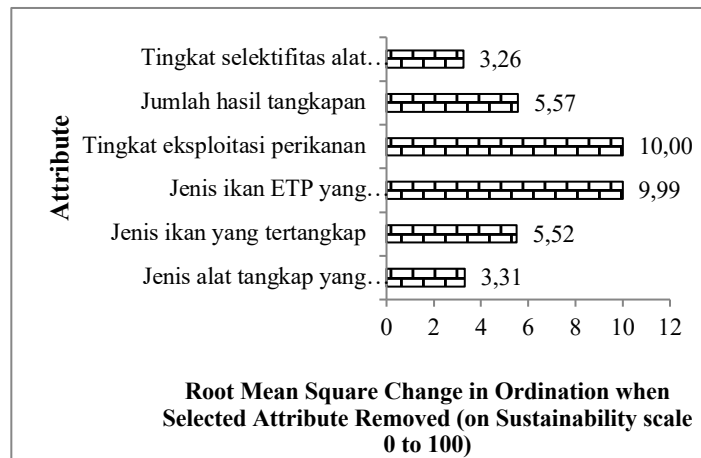 Attribute
Tingkat selektifitas alat… 3,26
Jumlah hasil tangkapan 5,57
Tingkat eksploitasi perikanan 10,00
Jenis ikan ETP yang… 9,99
Jenis ikan yang tertangkap 5,52
Jenis alat tangkap yang… 3,31
0 2 4 6 8 10 12
Root Mean Square Change in Ordination when
Selected Attribute Removed (on Sustainability scale
0 to 100)